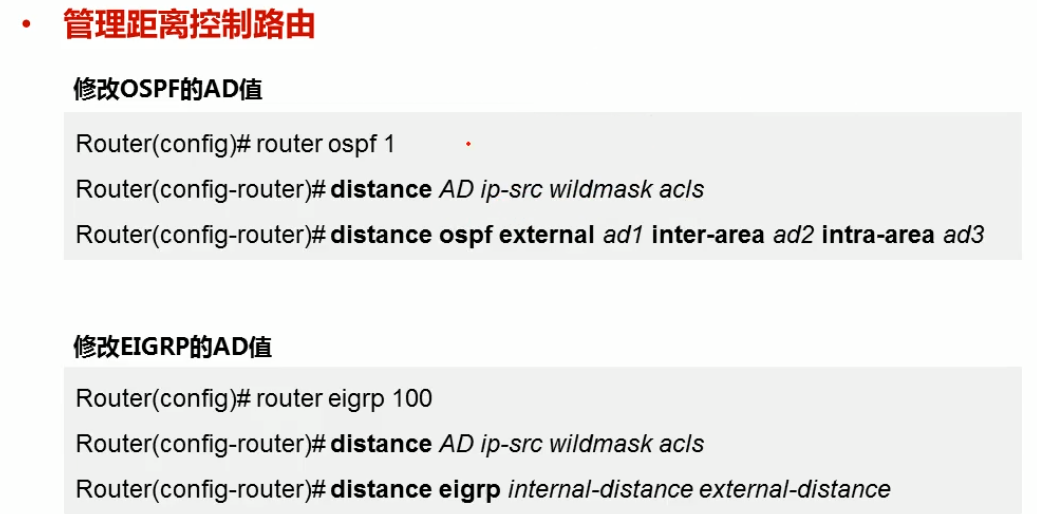 • 管理距离控制路由
修改OSPF的AD值
Router(config)# router ospf 1
Router(config-router)# distance AD ip-src wildmask acls
Router(config-router)# distance ospf external ad1 inter-area ad2 intra-area ad3
修改EIGRP的AD值
Router(config)# router eigrp 100
Router(config-router)# distance AD ip-src wildmask acls
Router(config-router)# distance eigrp internal-distance external-distance